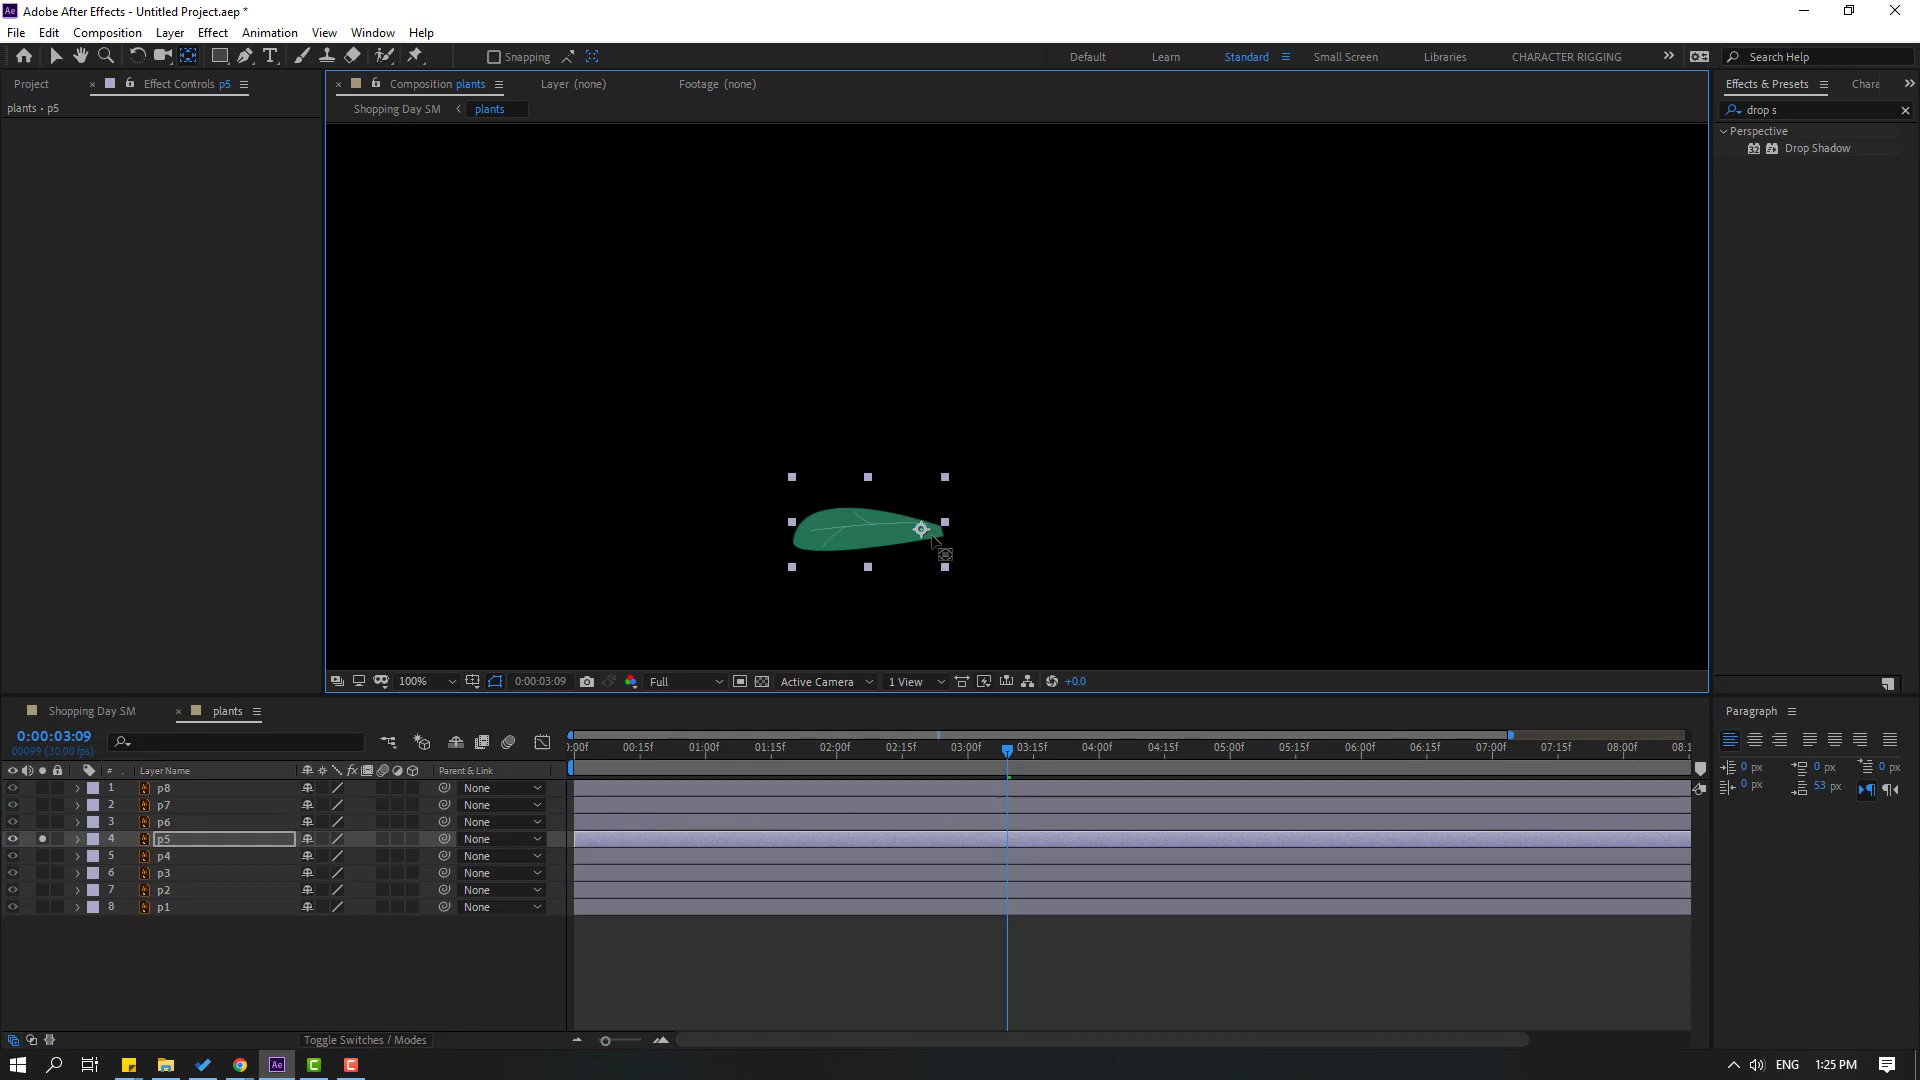 Adobe After Effects - Untitled Project.aep *
File Edit Composition Layer Effect Animation View Window Help
Snapping
Default Learn Standard Small Screen Libraries CHARACTER RIGGING
Search Help
Project
Effect Controls p5
plants • p5
Composition plants
Layer (none)
Footage (none)
Shopping Day SM
plants
Effects & Presets
Chara
drop s
Perspective
Drop Shadow
100%
0:00:03:09
Full
Active Camera
1 View
+0.0
Shopping Day SM
plants
0:00:03:09
00099 (30.00 fps)
:00f 00:15f 01:00f 01:15f 02:00f 02:15f 03:00f 03:15f 04:00f 04:15f 05:00f 05:15f 06:00f 06:15f 07:00f 07:15f 08:00f 08:1
# Layer Name
Parent & Link
1 p8 None
2 p7 None
3 p6 None
4 p5 None
5 p4 None
6 p3 None
7 p2 None
8 p1 None
Paragraph
0 px 0 px 0 px
0 px 53 px
Toggle Switches / Modes
ENG
1:25 PM